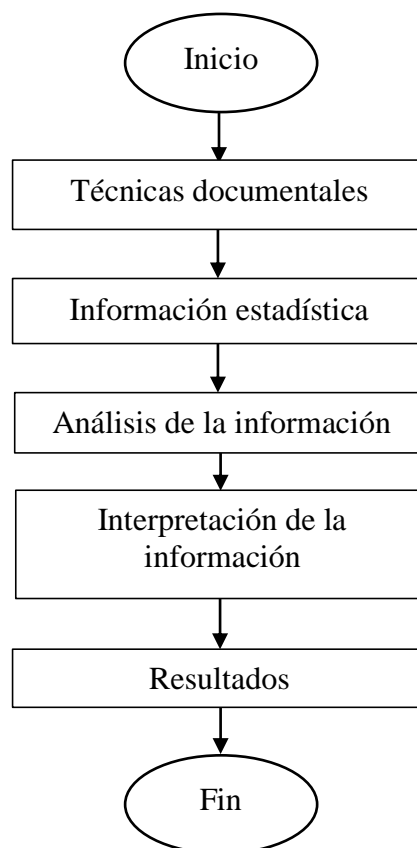 Inicio
Técnicas documentales
Información estadística
Análisis de la información
Interpretación de la
información
Resultados
Fin